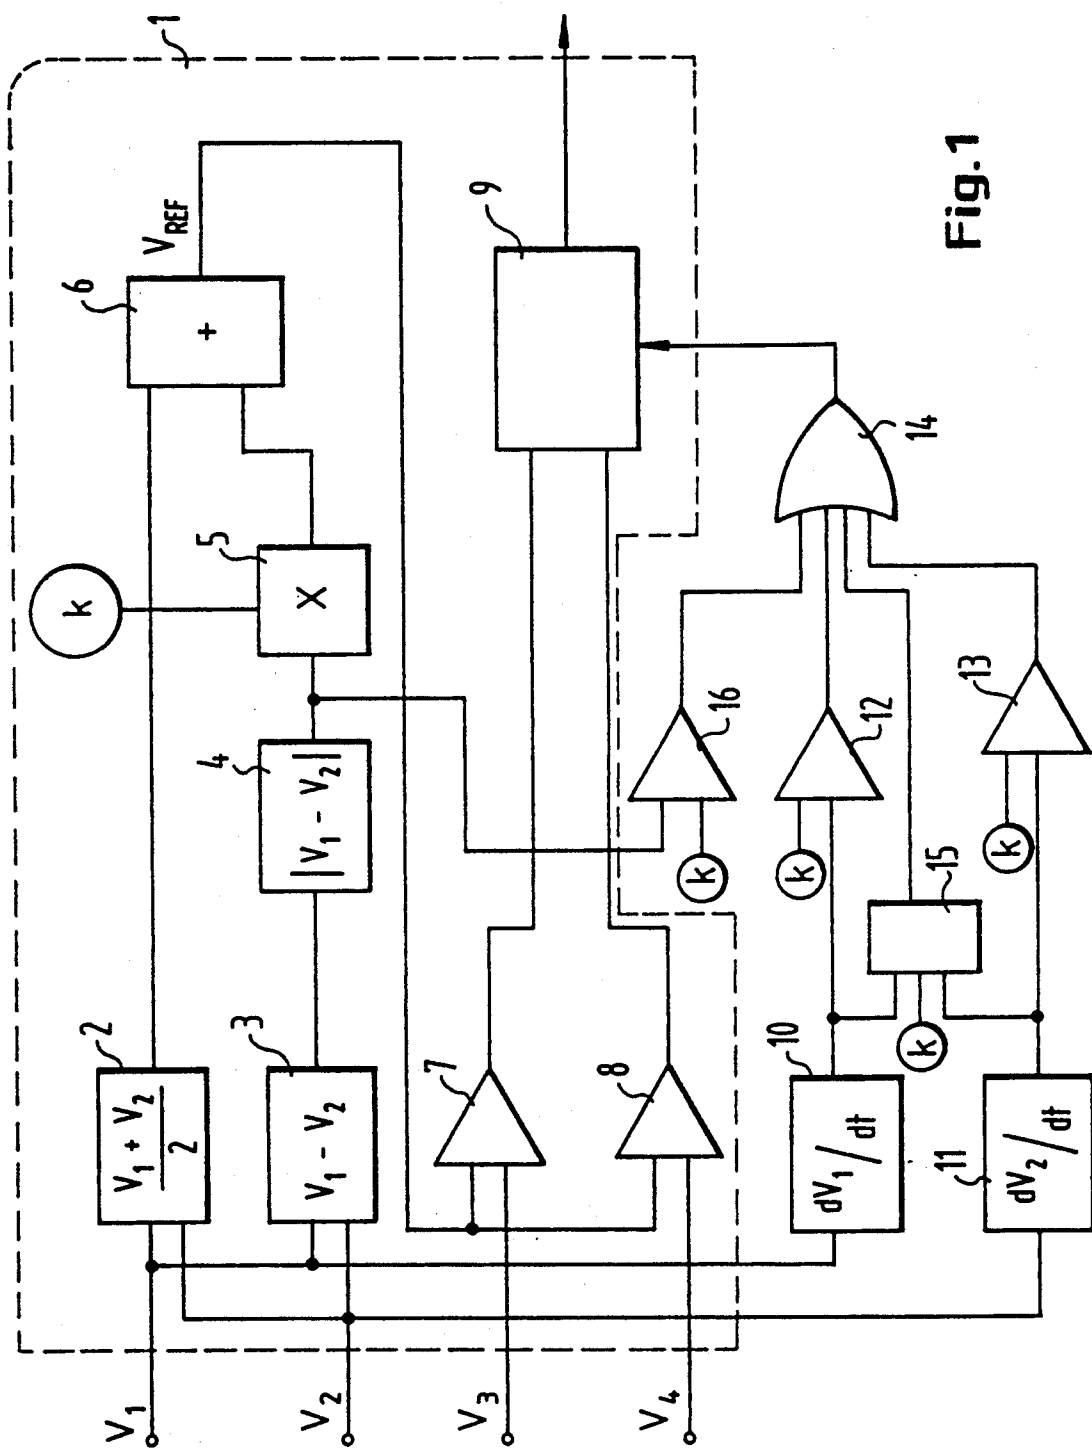 1
k
V_REF
6
+
5
X
4
|V₁ - V₂|
2
V₁ + V₂
2
3
V₁ - V₂
9
7
8
V₁
V₂
V₃
V₄
16
k
12
k
13
k
14
15
k
10
dV₁/dt
11
dV₂/dt
Fig.1